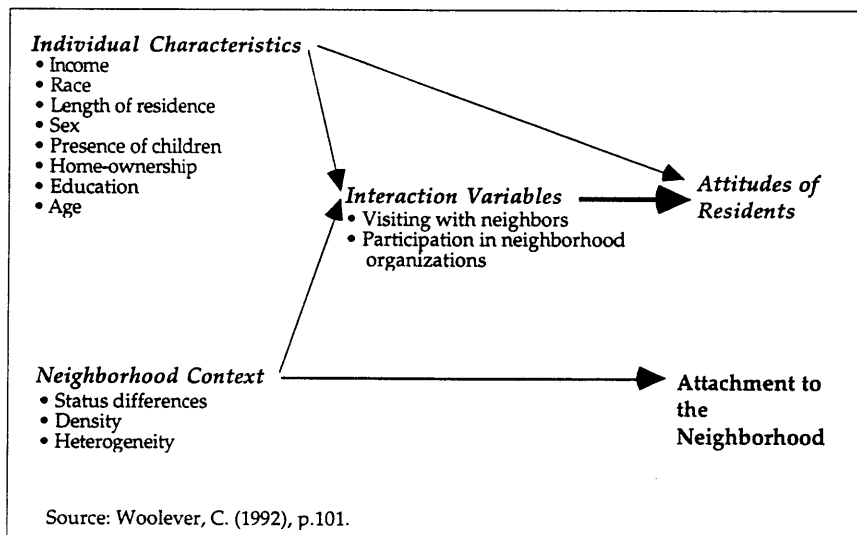 Individual Characteristics
• Income
• Race
• Length of residence
• Sex
• Presence of children
• Home-ownership
• Education
• Age
Interaction Variables
• Visiting with neighbors
• Participation in neighborhood
organizations
Attitudes of
Residents
Neighborhood Context
• Status differences
• Density
• Heterogeneity
Attachment to
the
Neighborhood
Source: Woolever, C. (1992), p.101.